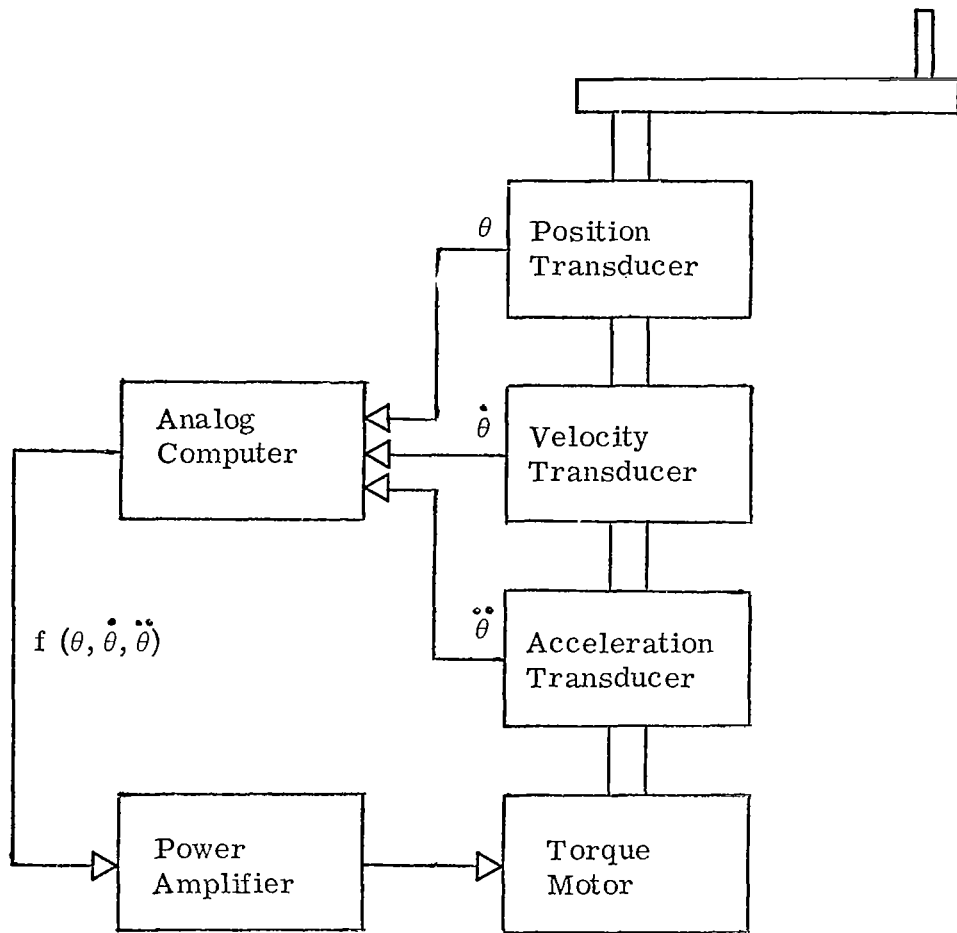 θ
Position
Transducer
Analog
Computer
θ̇
Velocity
Transducer
f (θ, θ̇, θ̈)
θ̈
Acceleration
Transducer
Power
Amplifier
Torque
Motor